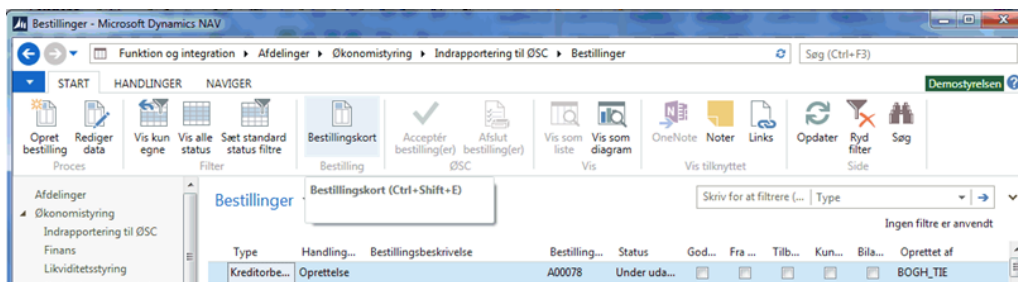 Bestillinger - Microsoft Dynamics NAV
Funktion og integration ▸ Afdelinger ▸ Økonomistyring ▸ Indrapportering til ØSC ▸ Bestillinger
Søg (Ctrl+F3)
START HANDLINGER NAVIGER
Demostyrelsen
Opret bestilling
Rediger data
Vis kun egne
Vis alle status
Sæt standard status filtre
Bestillingskort
Acceptér bestilling(er)
Afslut bestilling(er)
Vis som liste
Vis som diagram
OneNote
Noter
Links
Opdater
Ryd filter
Søg
Proces
Filter
Bestilling
ØSC
Vis
Vis tilknyttet
Side
Bestillingskort (Ctrl+Shift+E)
Afdelinger
Økonomistyring
Indrapportering til ØSC
Finans
Likviditetsstyring
Bestillinger
Skriv for at filtrere (... Type
Ingen filtre er anvendt
Type Handling... Bestillingsbeskrivelse Bestilling... Status God... Fra ... Tilb... Kun... Bila... Oprettet af
Kreditorbe... Oprettelse A00078 Under uda... BOGH_TIE